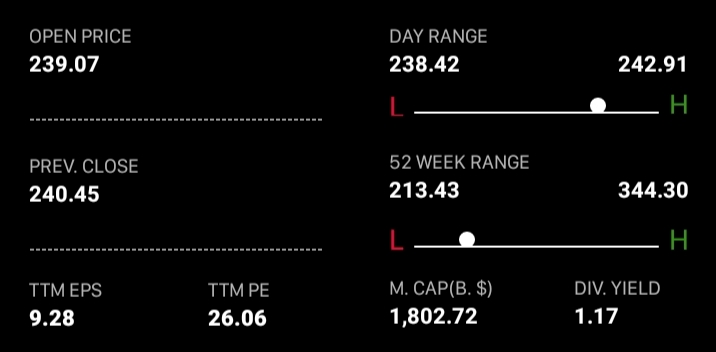 OPEN PRICE
239.07
DAY RANGE
238.42 242.91
L H
PREV. CLOSE
240.45
52 WEEK RANGE
213.43 344.30
L H
TTM EPS
9.28
TTM PE
26.06
M. CAP(B. $)
1,802.72
DIV. YIELD
1.17